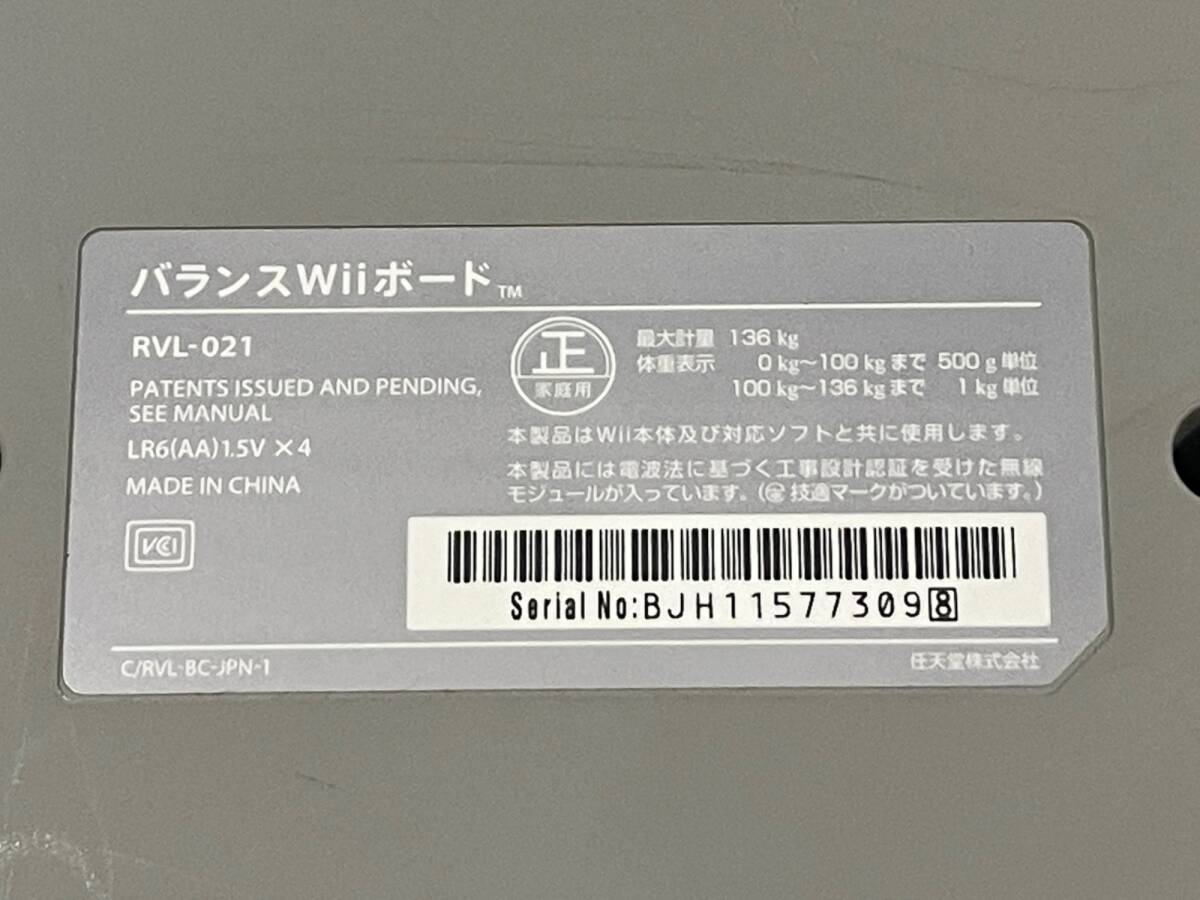 バランスWiiボード™
RVL-021
PATENTS ISSUED AND PENDING,
SEE MANUAL
LR6(AA)1.5V×4
MADE IN CHINA
VCI
正
家庭用
最大計量 136 kg
体重表示 0 kg〜100 kg まで 500 g 単位
100 kg〜136 kg まで 1 kg 単位
本製品はWii本体及び対応ソフトと共に使用します。
本製品には電波法に基づく工事設計認証を受けた無線
モジュールが入っています。(技適マークがついています。)
Serial No:BJH115773098
C/RVL-BC-JPN-1
任天堂株式会社